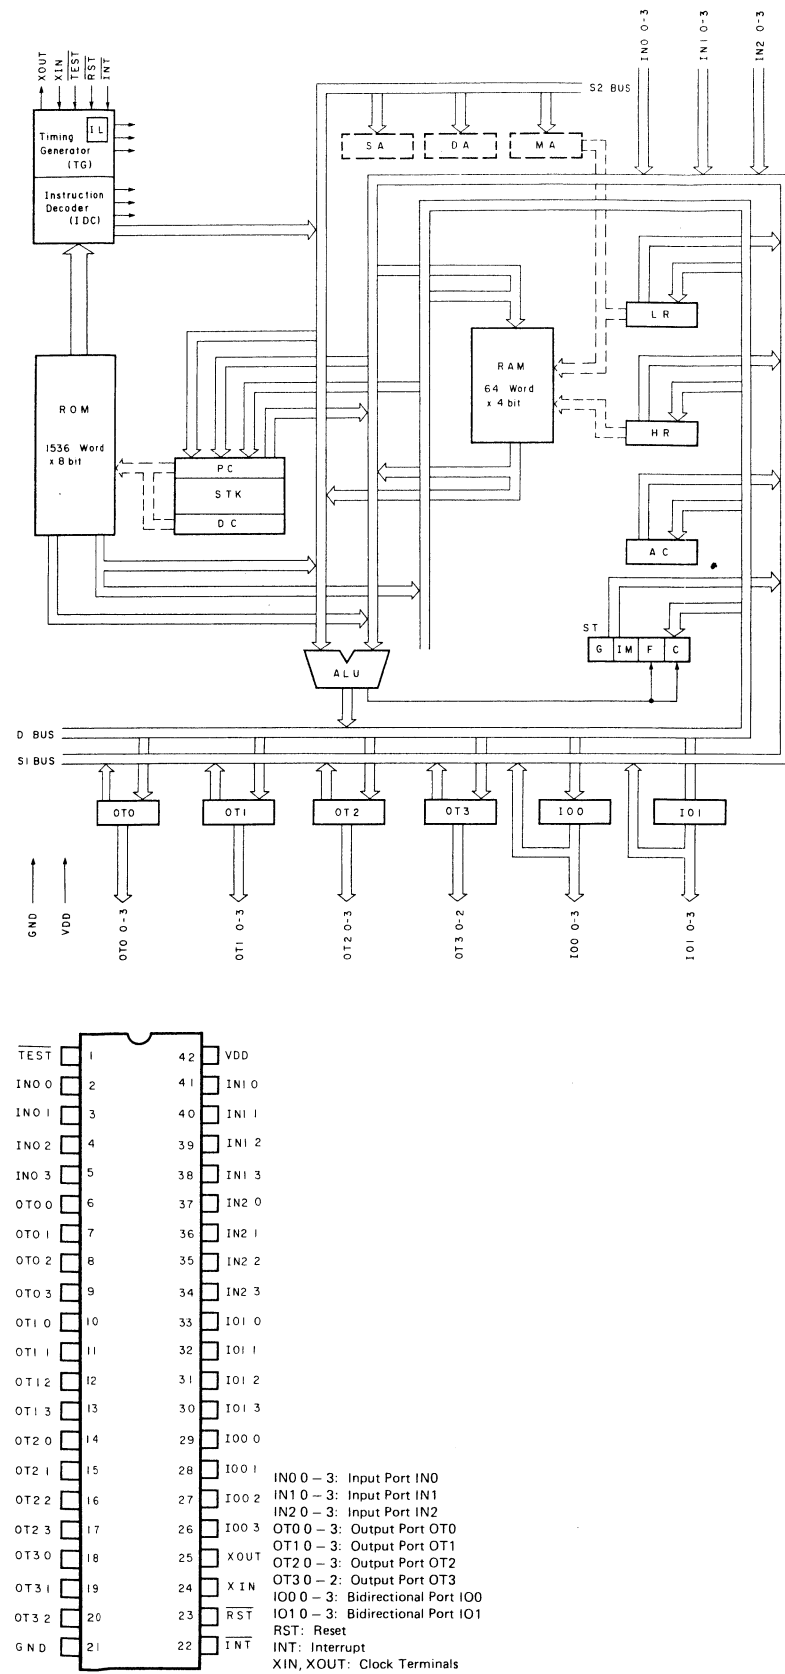 XOUT
XIN
TEST
RST
INT
IN0 0-3
IN1 0-3
IN2 0-3
S2 BUS
IL
Timing
Generator
(TG)
Instruction
Decoder
(IDC)
SA
DA
MA
LR
RAM
64 Word
x 4 bit
HR
ROM
1536 Word
x 8 bit
PC
STK
DC
AC
ST
G
IM
F
C
ALU
D BUS
S1 BUS
OT0
OT1
OT2
OT3
IO0
IO1
GND
VDD
OT0 0-3
OT1 0-3
OT2 0-3
OT3 0-2
IO0 0-3
IO1 0-3
TEST 1 42 VDD
IN0 0 2 41 IN1 0
IN0 1 3 40 IN1 1
IN0 2 4 39 IN1 2
IN0 3 5 38 IN1 3
OT0 0 6 37 IN2 0
OT0 1 7 36 IN2 1
OT0 2 8 35 IN2 2
OT0 3 9 34 IN2 3
OT1 0 10 33 IO1 0
OT1 1 11 32 IO1 1
OT1 2 12 31 IO1 2
OT1 3 13 30 IO1 3
OT2 0 14 29 IO0 0
OT2 1 15 28 IO0 1
OT2 2 16 27 IO0 2
OT2 3 17 26 IO0 3
OT3 0 18 25 XOUT
OT3 1 19 24 XIN
OT3 2 20 23 RST
GND 21 22 INT
IN0 0 – 3: Input Port IN0
IN1 0 – 3: Input Port IN1
IN2 0 – 3: Input Port IN2
OT0 0 – 3: Output Port OT0
OT1 0 – 3: Output Port OT1
OT2 0 – 3: Output Port OT2
OT3 0 – 2: Output Port OT3
IO0 0 – 3: Bidirectional Port IO0
IO1 0 – 3: Bidirectional Port IO1
RST: Reset
INT: Interrupt
XIN, XOUT: Clock Terminals